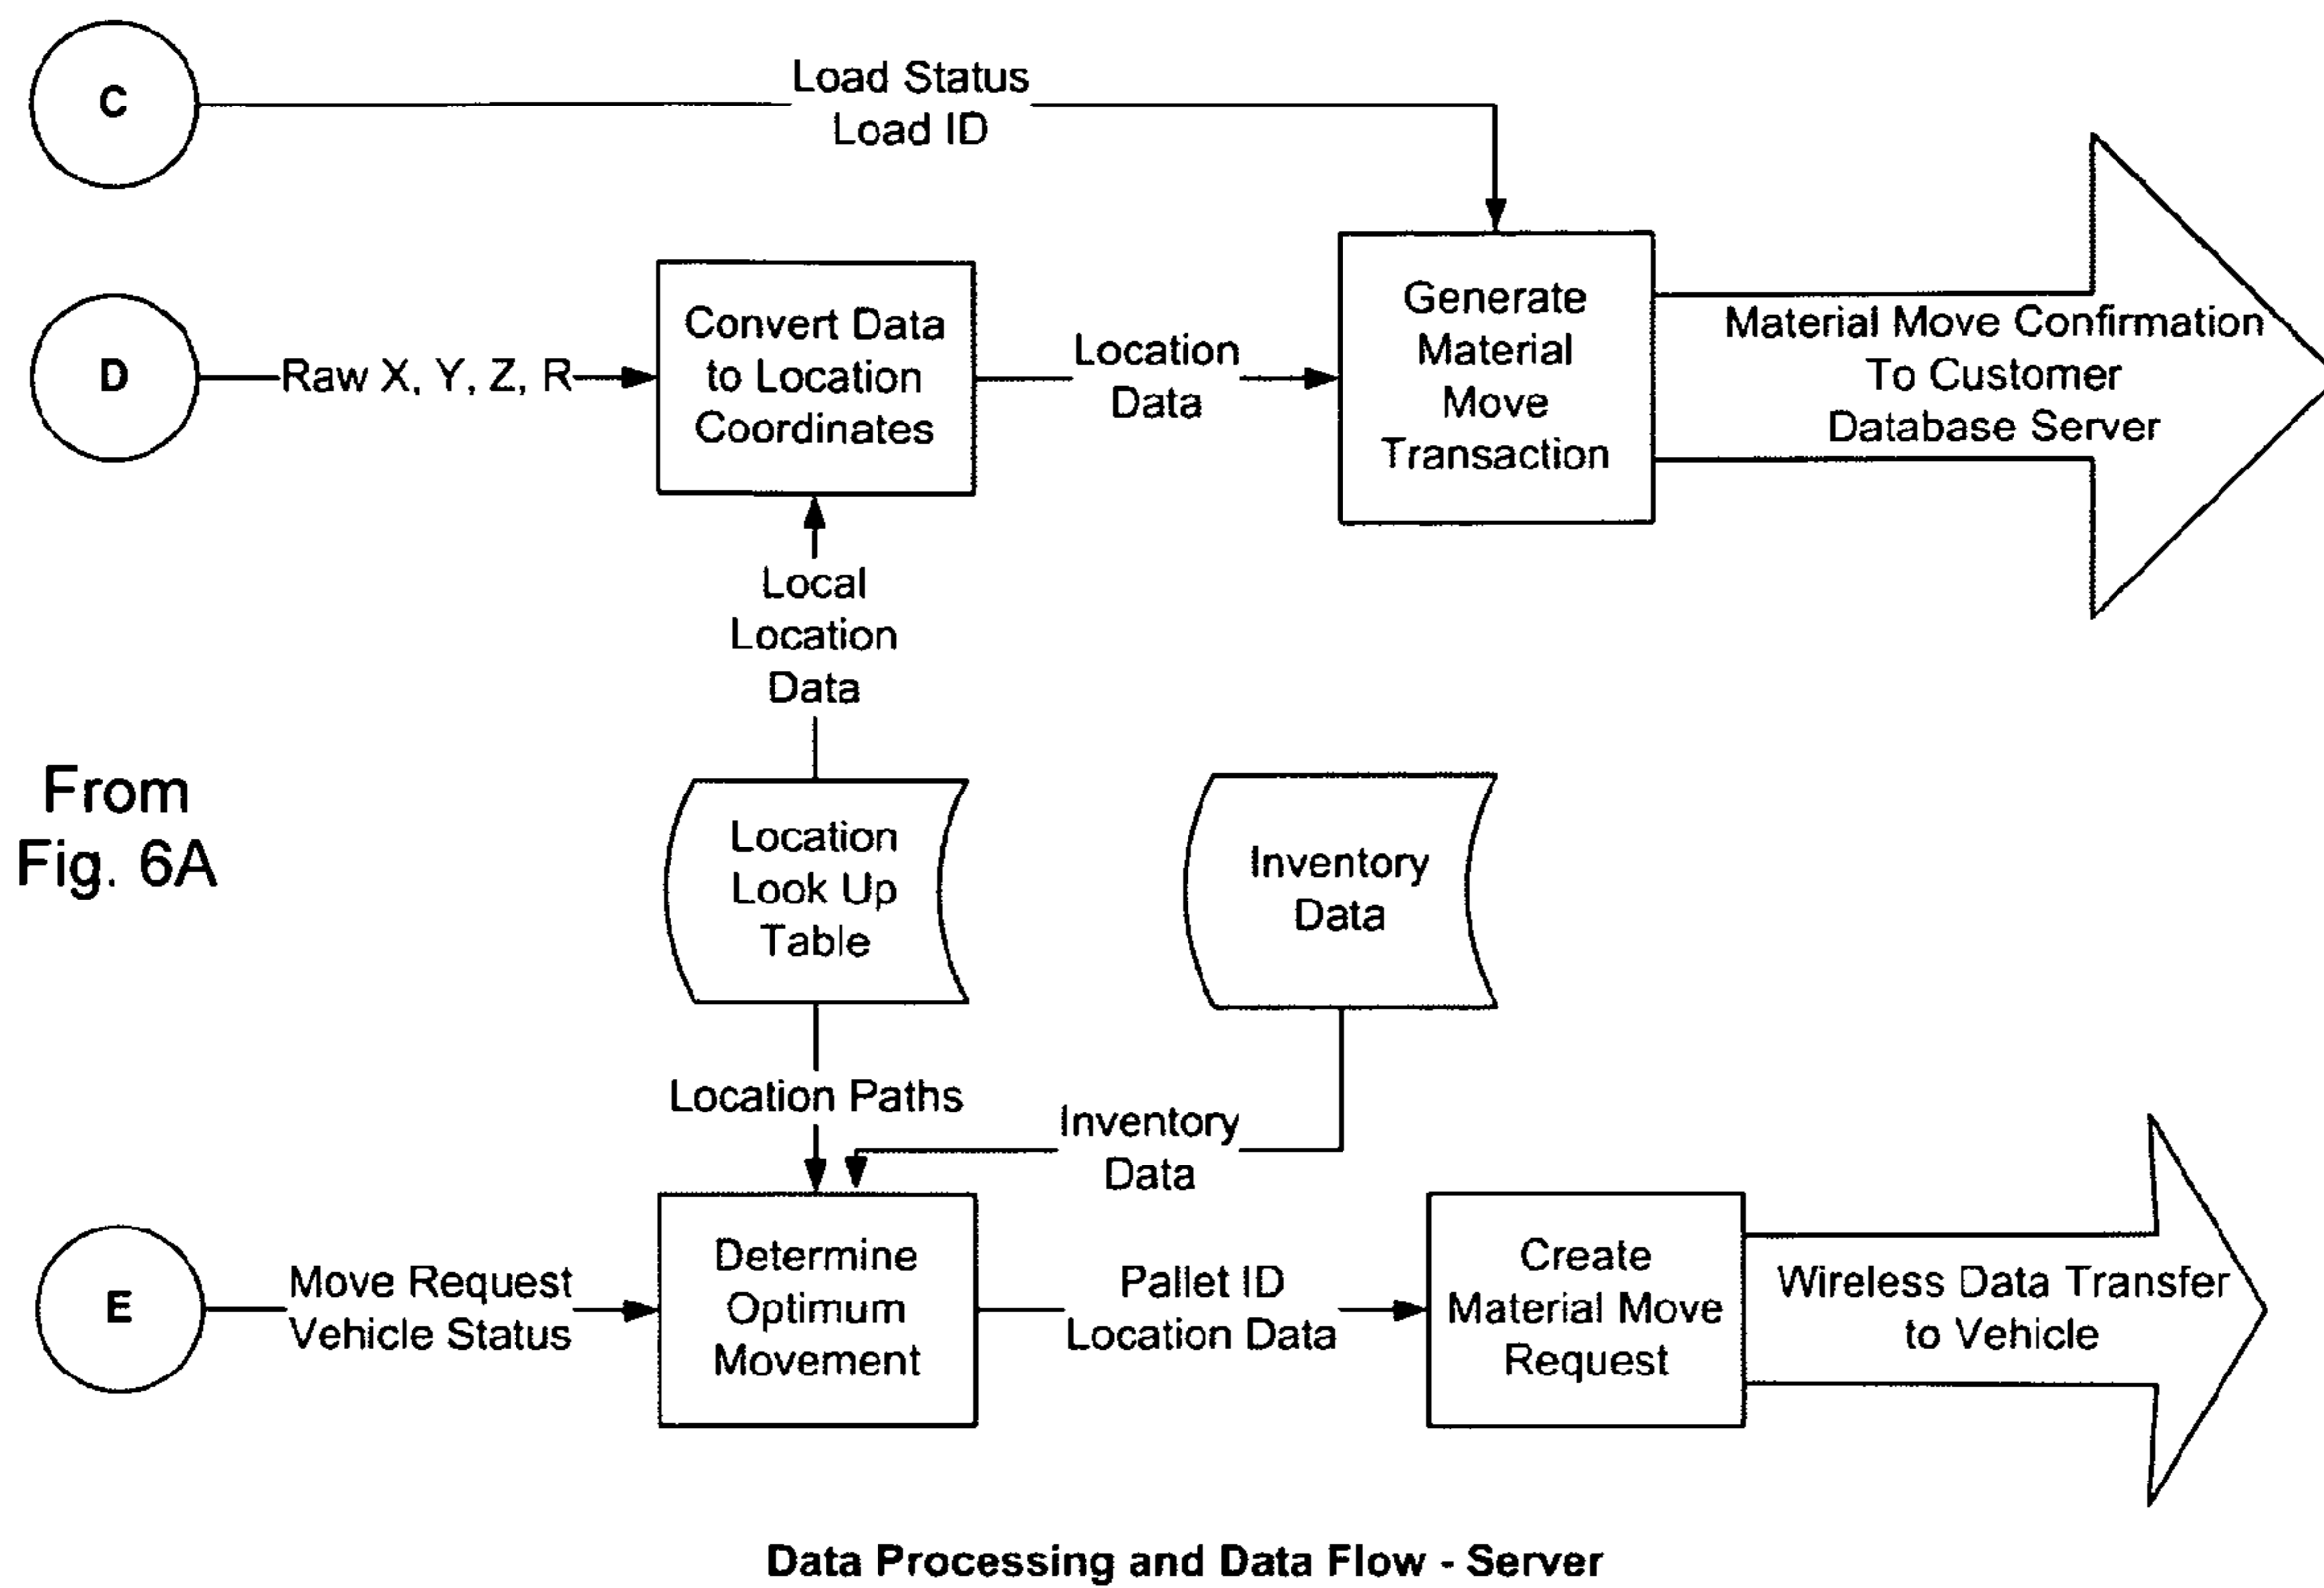 C
Load Status
Load ID
D
Raw X, Y, Z, R
Convert Data
to Location
Coordinates
Location
Data
Generate
Material
Move
Transaction
Material Move Confirmation
To Customer
Database Server
Local
Location
Data
From
Fig. 6A
Location
Look Up
Table
Inventory
Data
Location Paths
Inventory
Data
E
Move Request
Vehicle Status
Determine
Optimum
Movement
Pallet ID
Location Data
Create
Material Move
Request
Wireless Data Transfer
to Vehicle
Data Processing and Data Flow - Server